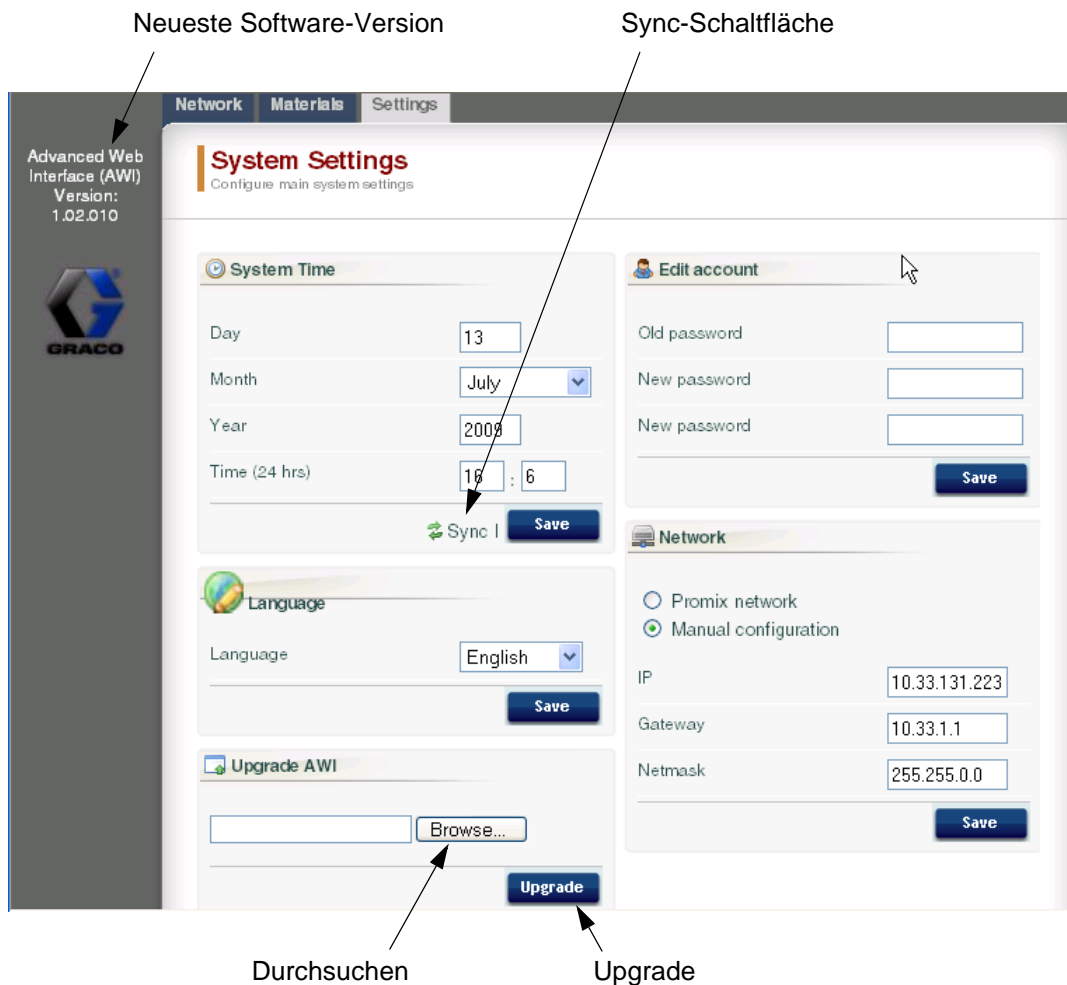 Neueste Software-Version
Sync-Schaltfläche
Network Materials Settings
Advanced Web
Interface (AWI)
Version:
1.02.010
GRACO
System Settings
Configure main system settings
System Time
Day 13
Month July
Year 2009
Time (24 hrs) 16 : 6
Sync | Save
Language
Language English
Save
Upgrade AWI
Browse...
Upgrade
Edit account
Old password
New password
New password
Save
Network
Promix network
Manual configuration
IP 10.33.131.223
Gateway 10.33.1.1
Netmask 255.255.0.0
Save
Durchsuchen
Upgrade